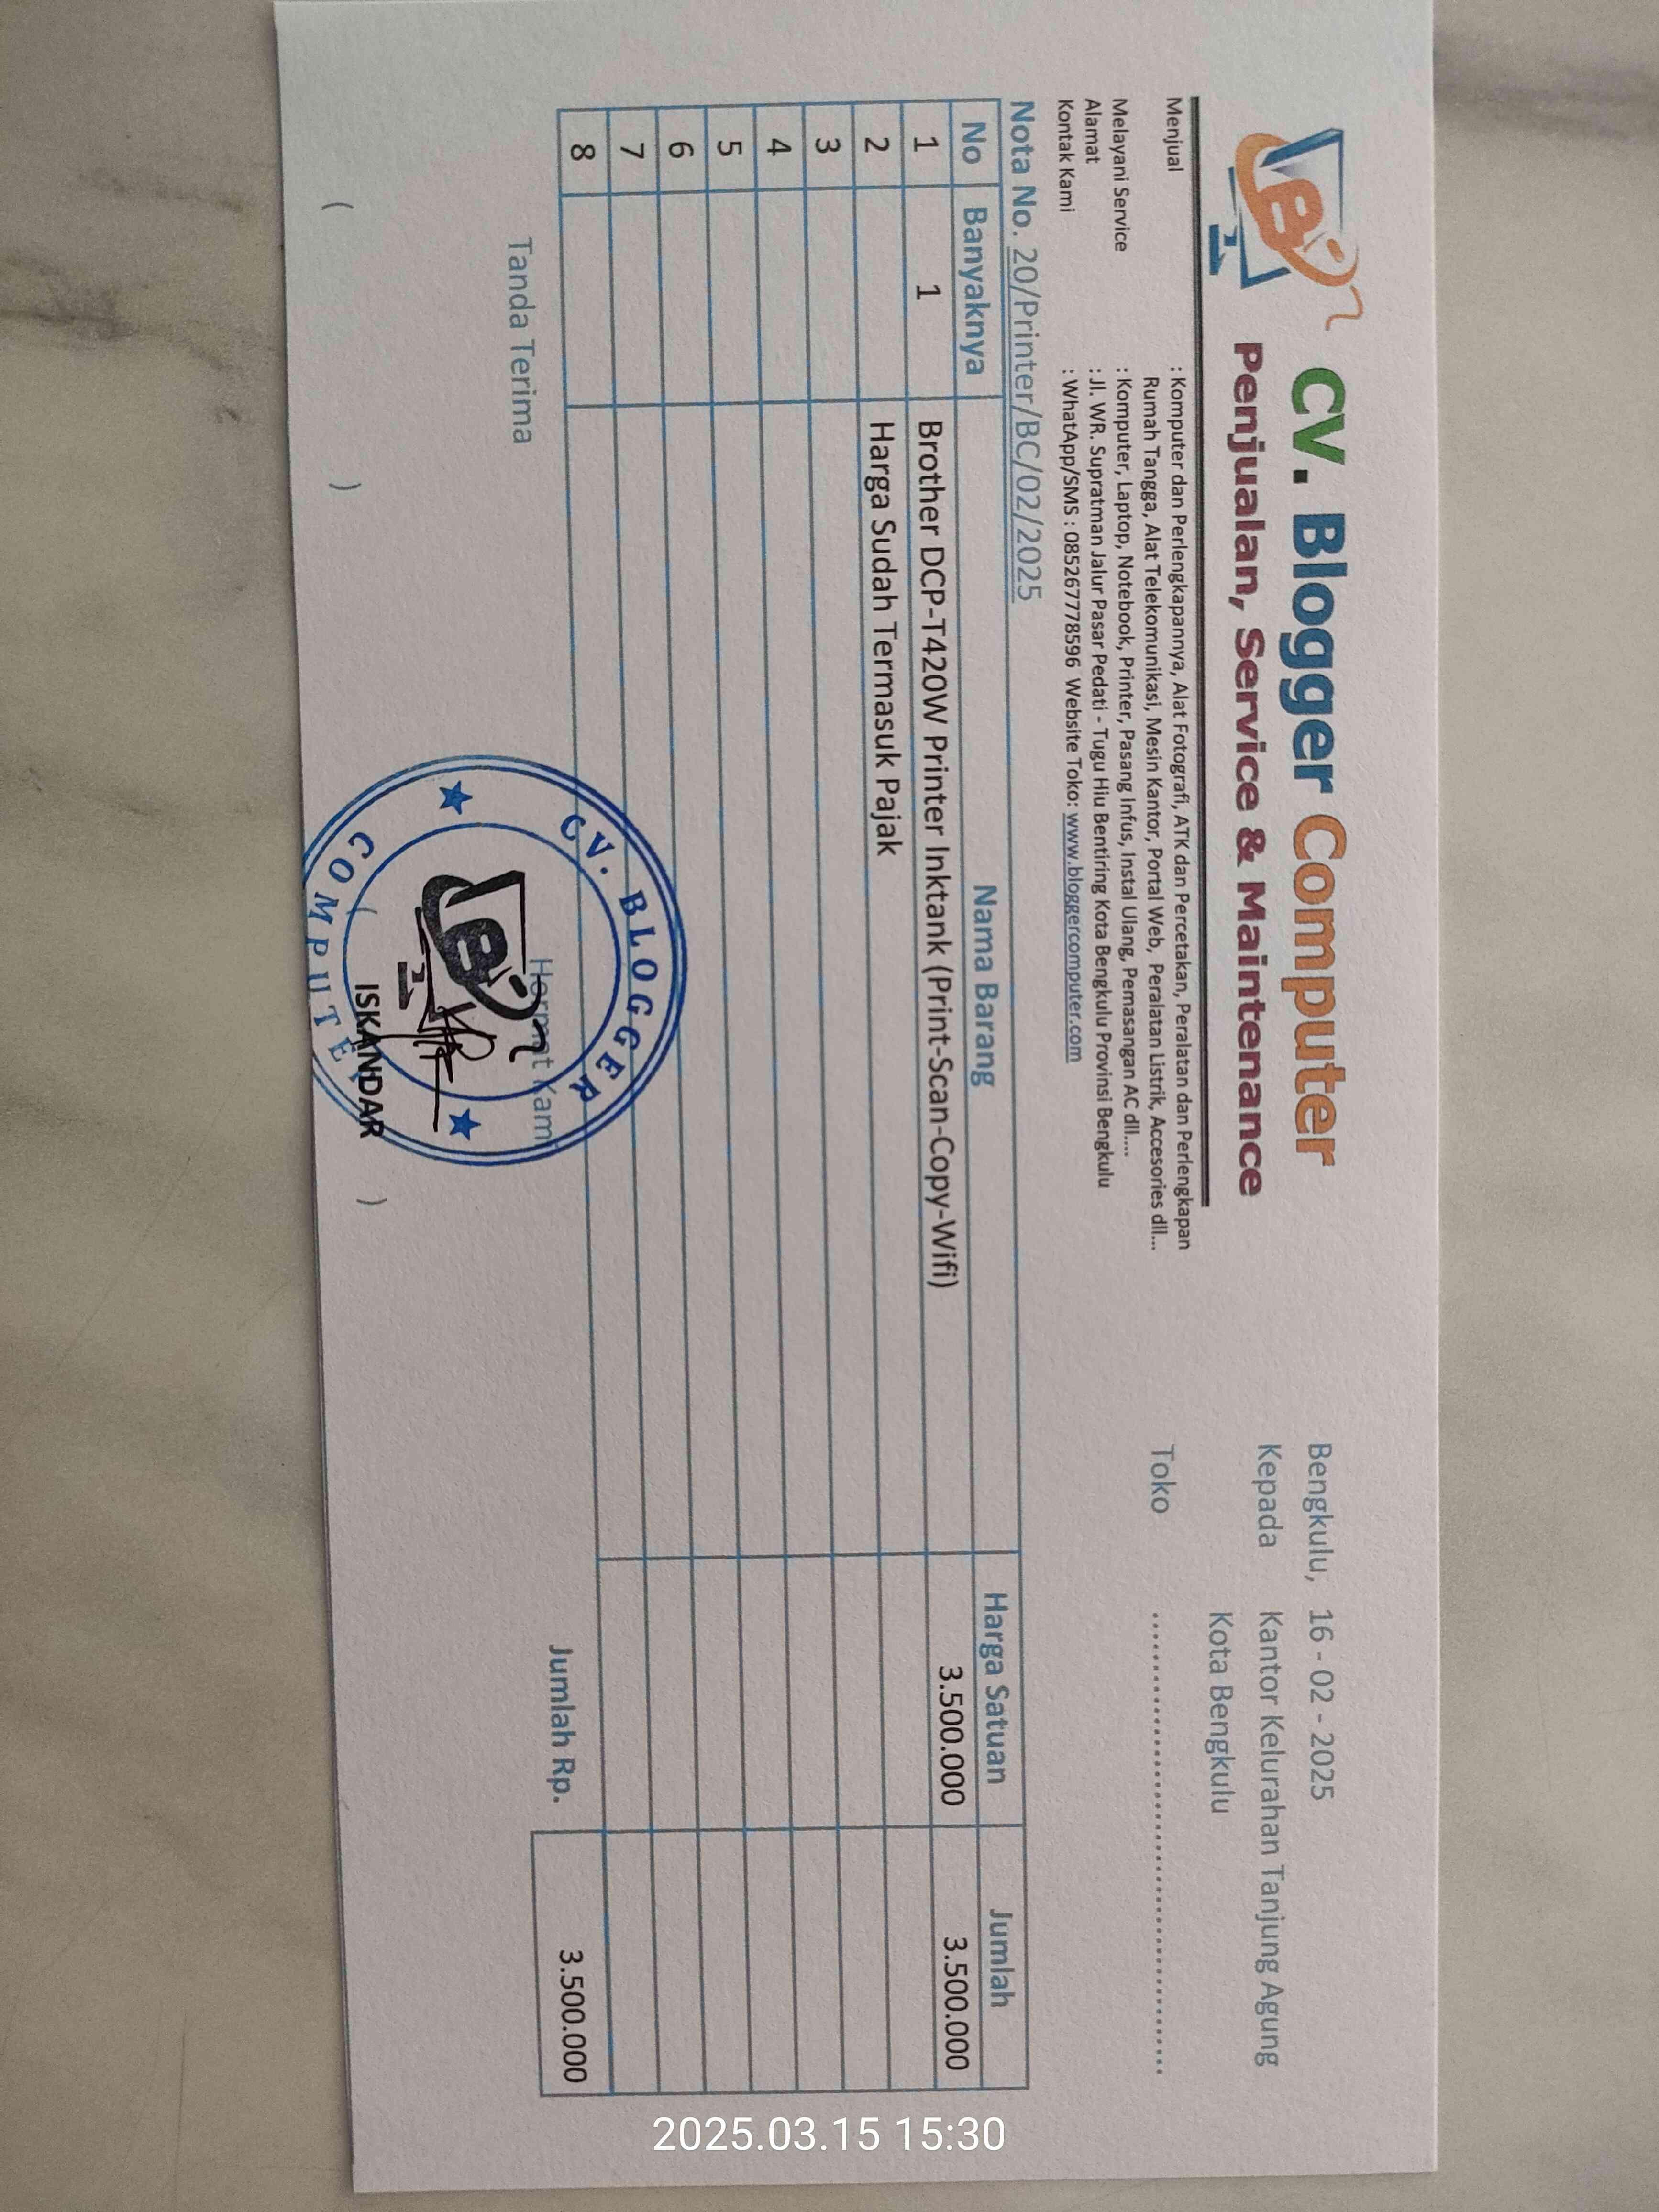 CV. Blogger Computer
Penjualan, Service & Maintenance
Bengkulu, 16 - 02 - 2025
Kepada Kantor Kelurahan Tanjung Agung
Kota Bengkulu
Toko ................................................
Menjual : Komputer dan Perlengkapannya, Alat Fotografi, ATK dan Percetakan, Peralatan dan Perlengkapan
Rumah Tangga, Alat Telekomunikasi, Mesin Kantor, Portal Web, Peralatan Listrik, Accesories dll...
Melayani Service : Komputer, Laptop, Notebook, Printer, Pasang Infus, Instal Ulang, Pemasangan AC dll....
Alamat : Jl. WR. Supratman Jalur Pasar Pedati - Tugu Hiu Bentiring Kota Bengkulu Provinsi Bengkulu
Kontak Kami : WhatApp/SMS : 085267778596 Website Toko: www.bloggercomputer.com
Nota No. 20/Printer/BC/02/2025
No Banyaknya Nama Barang Harga Satuan Jumlah
1 1 Brother DCP-T420W Printer Inktank (Print-Scan-Copy-Wifi) 3.500.000 3.500.000
2 Harga Sudah Termasuk Pajak
3
4
5
6
7
8
Jumlah Rp. 3.500.000
Tanda Terima Hormat Kami
CV. BLOGGER
COMPUTER
( ) ( ISKANDAR )
2025.03.15 15:30